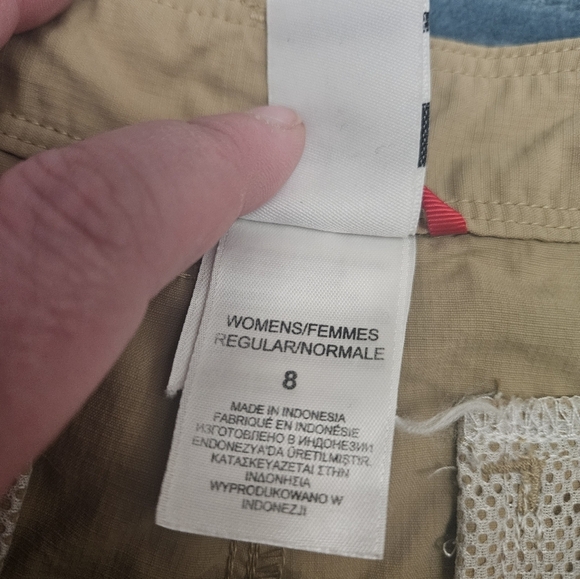 WOMENS/FEMMES
REGULAR/NORMALE
8
MADE IN INDONESIA
FABRIQUÉ EN INDONÉSIE
ИЗГОТОВЛЕНО В ИНДОНЕЗИИ
ENDONEZYA'DA ÜRETILMIŞTIR.
ΚΑΤΑΣΚΕΥΑΖΕΤΑΙ ΣΤΗΝ
ΙΝΔΟΝΗΣΙΑ
WYPRODUKOWANO W
INDONEZJI